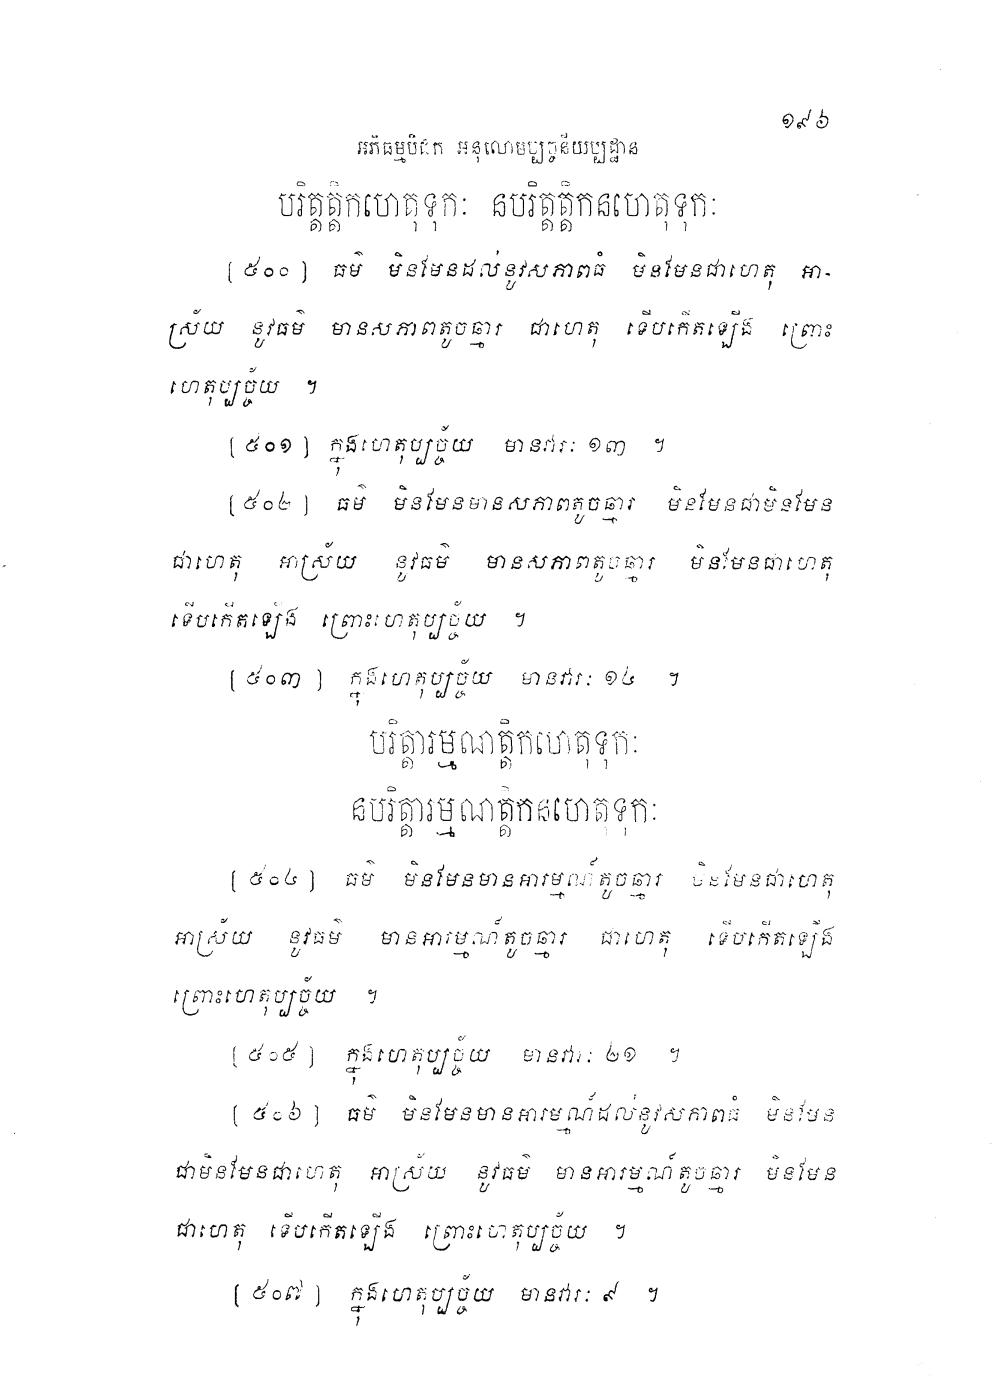 ១៩៦
អភិធម្មបិដក អនុលោមប្បច្ចនីយប្បដ្ឋាន
បរិត្តត្តិកហេតុទុកៈ នបរិត្តត្តិកនហេតុទុកៈ
[៥០០] ធម៌ មិនមែនដល់នូវសភាពធំ មិនមែនជាហេតុ អា-
ស្រ័យ នូវធម៌ មានសភាពតូចឆ្មារ ជាហេតុ ទើបកើតឡើង ព្រោះ
ហេតុប្បច្ច័យ ។
[៥០១] ក្នុងហេតុប្បច្ច័យ មានវារៈ ១៣ ។
[៥០២] ធម៌ មិនមែនមានសភាពតូចឆ្មារ មិនមែនជាមិនមែន
ជាហេតុ អាស្រ័យ នូវធម៌ មានសភាពតូចឆ្មារ មិនមែនជាហេតុ
ទើបកើតឡើង ព្រោះហេតុប្បច្ច័យ ។
[៥០៣] ក្នុងហេតុប្បច្ច័យ មានវារៈ ១៤ ។
បរិត្តារម្មណត្តិកហេតុទុកៈ
នបរិត្តារម្មណត្តិកនហេតុទុកៈ
[៥០៤] ធម៌ មិនមែនមានអារម្មណ៍តូចឆ្មារ មិនមែនជាហេតុ
អាស្រ័យ នូវធម៌ មានអារម្មណ៍តូចឆ្មារ ជាហេតុ ទើបកើតឡើង
ព្រោះហេតុប្បច្ច័យ ។
[៥០៥] ក្នុងហេតុប្បច្ច័យ មានវារៈ ២១ ។
[៥០៦] ធម៌ មិនមែនមានអារម្មណ៍ដល់នូវសភាពធំ មិនមែន
ជាមិនមែនជាហេតុ អាស្រ័យ នូវធម៌ មានអារម្មណ៍តូចឆ្មារ មិនមែន
ជាហេតុ ទើបកើតឡើង ព្រោះហេតុប្បច្ច័យ ។
[៥០៧] ក្នុងហេតុប្បច្ច័យ មានវារៈ ៩ ។